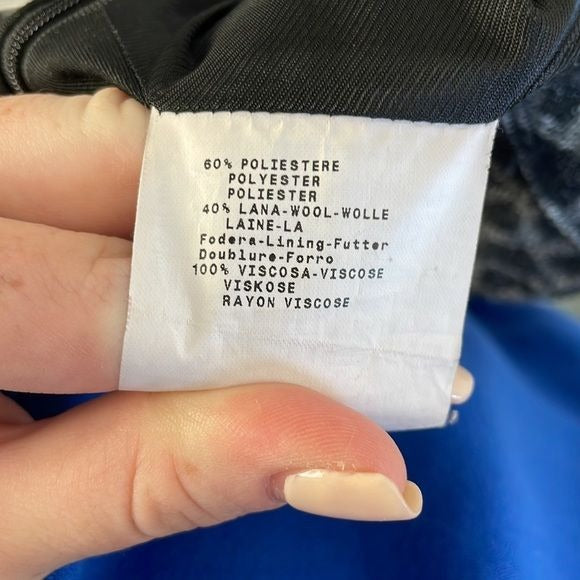 60% POLIESTERE
POLYESTER
POLIESTER
40% LANA-WOOL-WOLLE
LAINE-LA
Fodera-Lining-Futter
Doublure-Forro
100% VISCOSA-VISCOSE
VISKOSE
RAYON VISCOSE